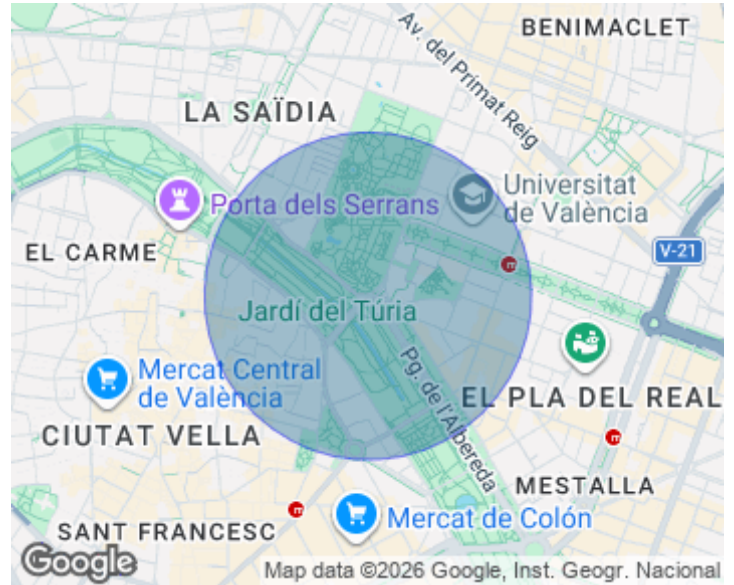 BENIMACLET
Av. del Primat Reig
LA SAÏDIA
Universitat
de València
Porta dels Serrans
EL CARME
V-21
Jardí del Túria
Mercat Central
de València
Pg. de l'Albereda
EL PLA DEL REAL
CIUTAT VELLA
MESTALLA
Mercat de Colón
SANT FRANCESC
Google
Map data ©2026 Google, Inst. Geogr. Nacional